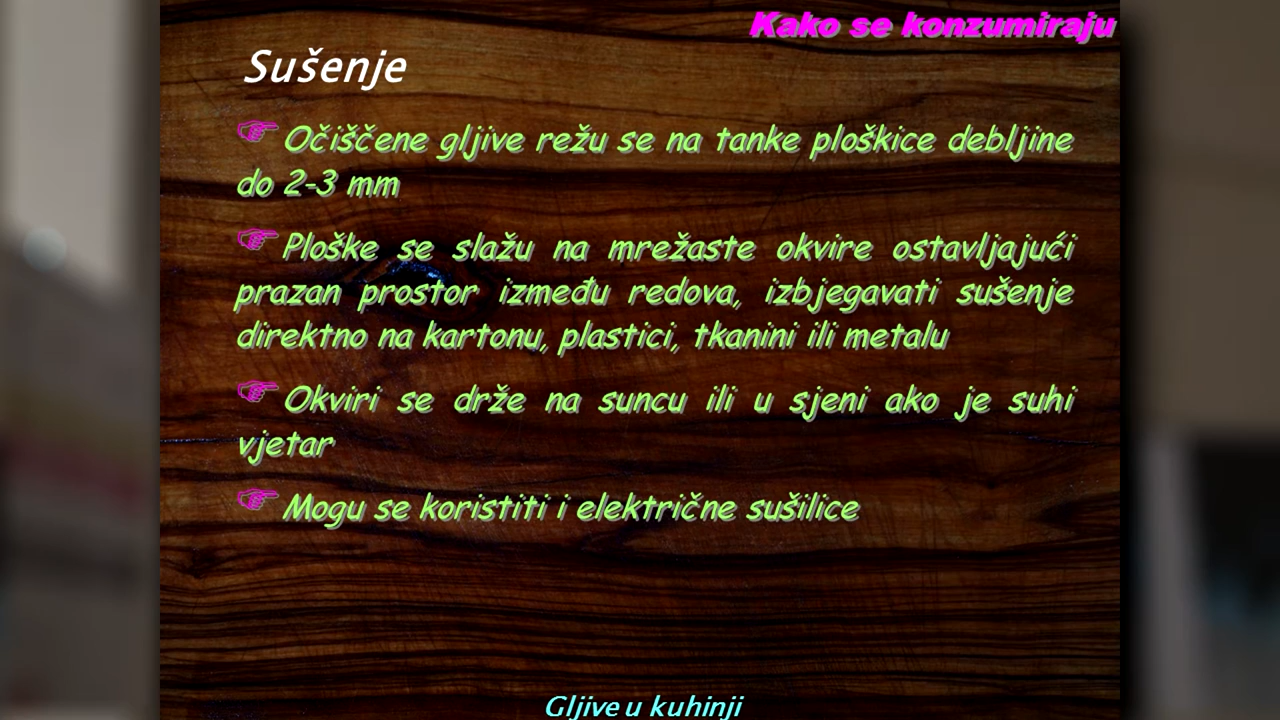 Kako se konzumiraju
Sušenje
Očišćene gljive režu se na tanke ploškice debljine
do 2-3 mm
Ploške se slažu na mrežaste okvire ostavljajući
prazan prostor između redova, izbjegavati sušenje
direktno na kartonu, plastici, tkanini ili metalu
Okviri se drže na suncu ili u sjeni ako je suhi
vjetar
Mogu se koristiti i električne sušilice
Gljive u kuhinji